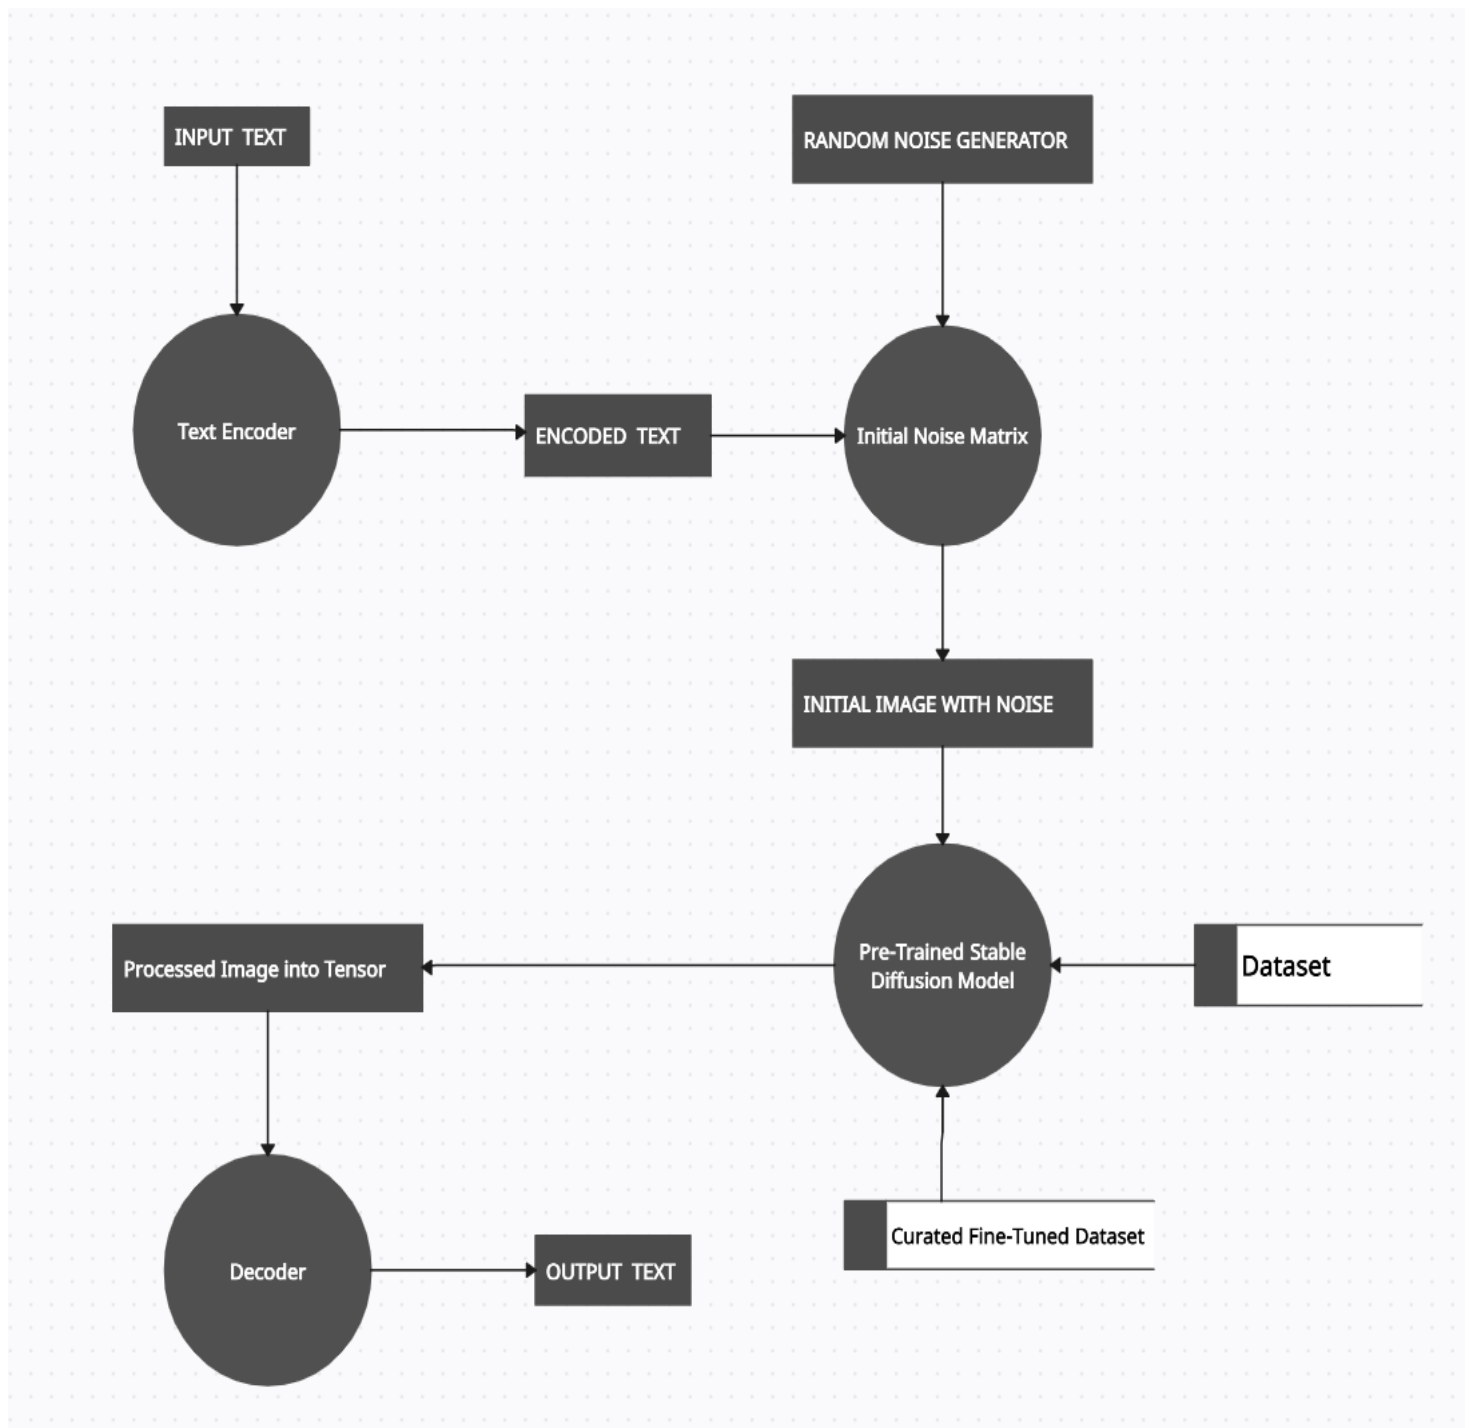 INPUT TEXT
RANDOM NOISE GENERATOR
Text Encoder
ENCODED TEXT
Initial Noise Matrix
INITIAL IMAGE WITH NOISE
Processed Image into Tensor
Pre-Trained Stable
Diffusion Model
Dataset
Curated Fine-Tuned Dataset
Decoder
OUTPUT TEXT